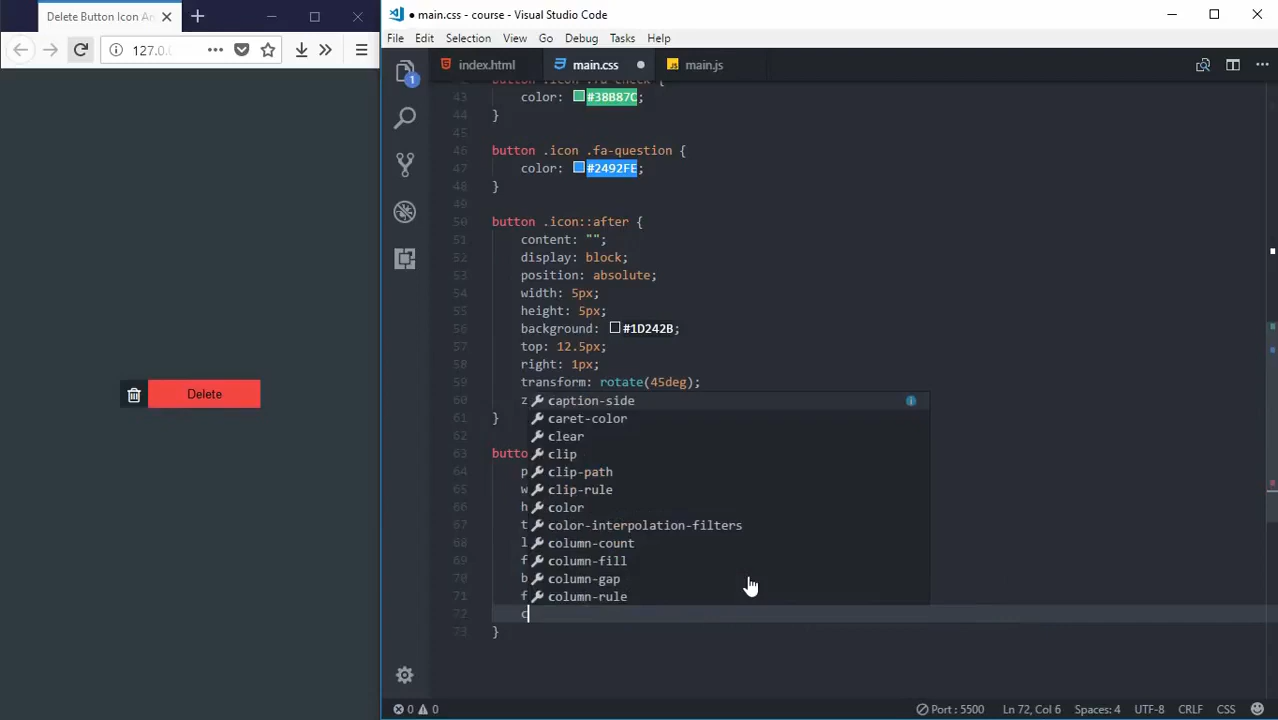 Delete Button Icon An
main.css - course - Visual Studio Code
127.0.
File Edit Selection View Go Debug Tasks Help
index.html main.css main.js
1
43 color: #38B87C;
44 }
45
46 button .icon .fa-question {
47 color: #2492FE;
48 }
49
50 button .icon::after {
51 content: "";
52 display: block;
53 position: absolute;
54 width: 5px;
55 height: 5px;
56 background: #1D242B;
57 top: 12.5px;
58 right: 1px;
59 transform: rotate(45deg);
60 z caption-side
61 } caret-color
62 clear
63 butto clip
64 p clip-path
65 w clip-rule
66 h color
67 t color-interpolation-filters
68 l column-count
69 f column-fill
70 b column-gap
71 f column-rule
72 c
73 }
Delete
0 0 Port : 5500 Ln 72, Col 6 Spaces: 4 UTF-8 CRLF CSS